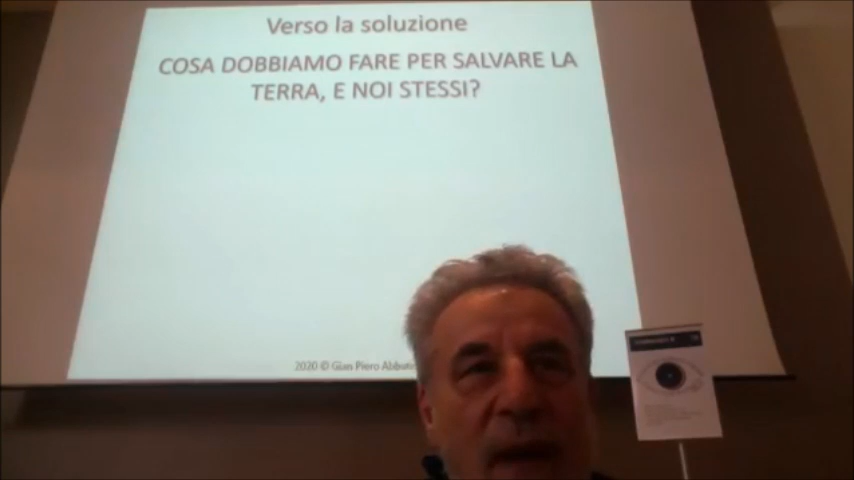 Verso la soluzione
COSA DOBBIAMO FARE PER SALVARE LA
TERRA, E NOI STESSI?
2020 © Gian Piero